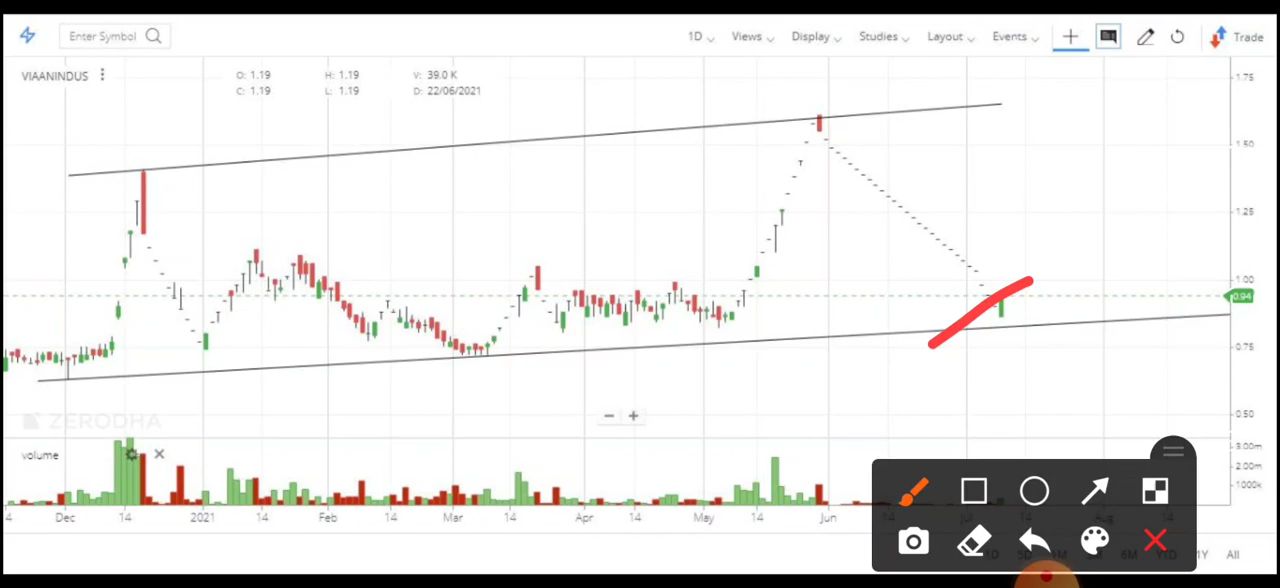 Enter Symbol 1D Views Display Studies Layout Events Trade
VIAANINDUS O: 1.19 H: 1.19 V: 39.0 K
C: 1.19 L: 1.19 D: 22/06/2021
1.75
1.50
1.25
1.00
0.94
0.75
0.50
ZERODHA
volume
3.00m
2.00m
1000k
4 Dec 14 2021 14 Feb 14 Mar 14 Apr 14 May 14 Jun
6M 1Y All